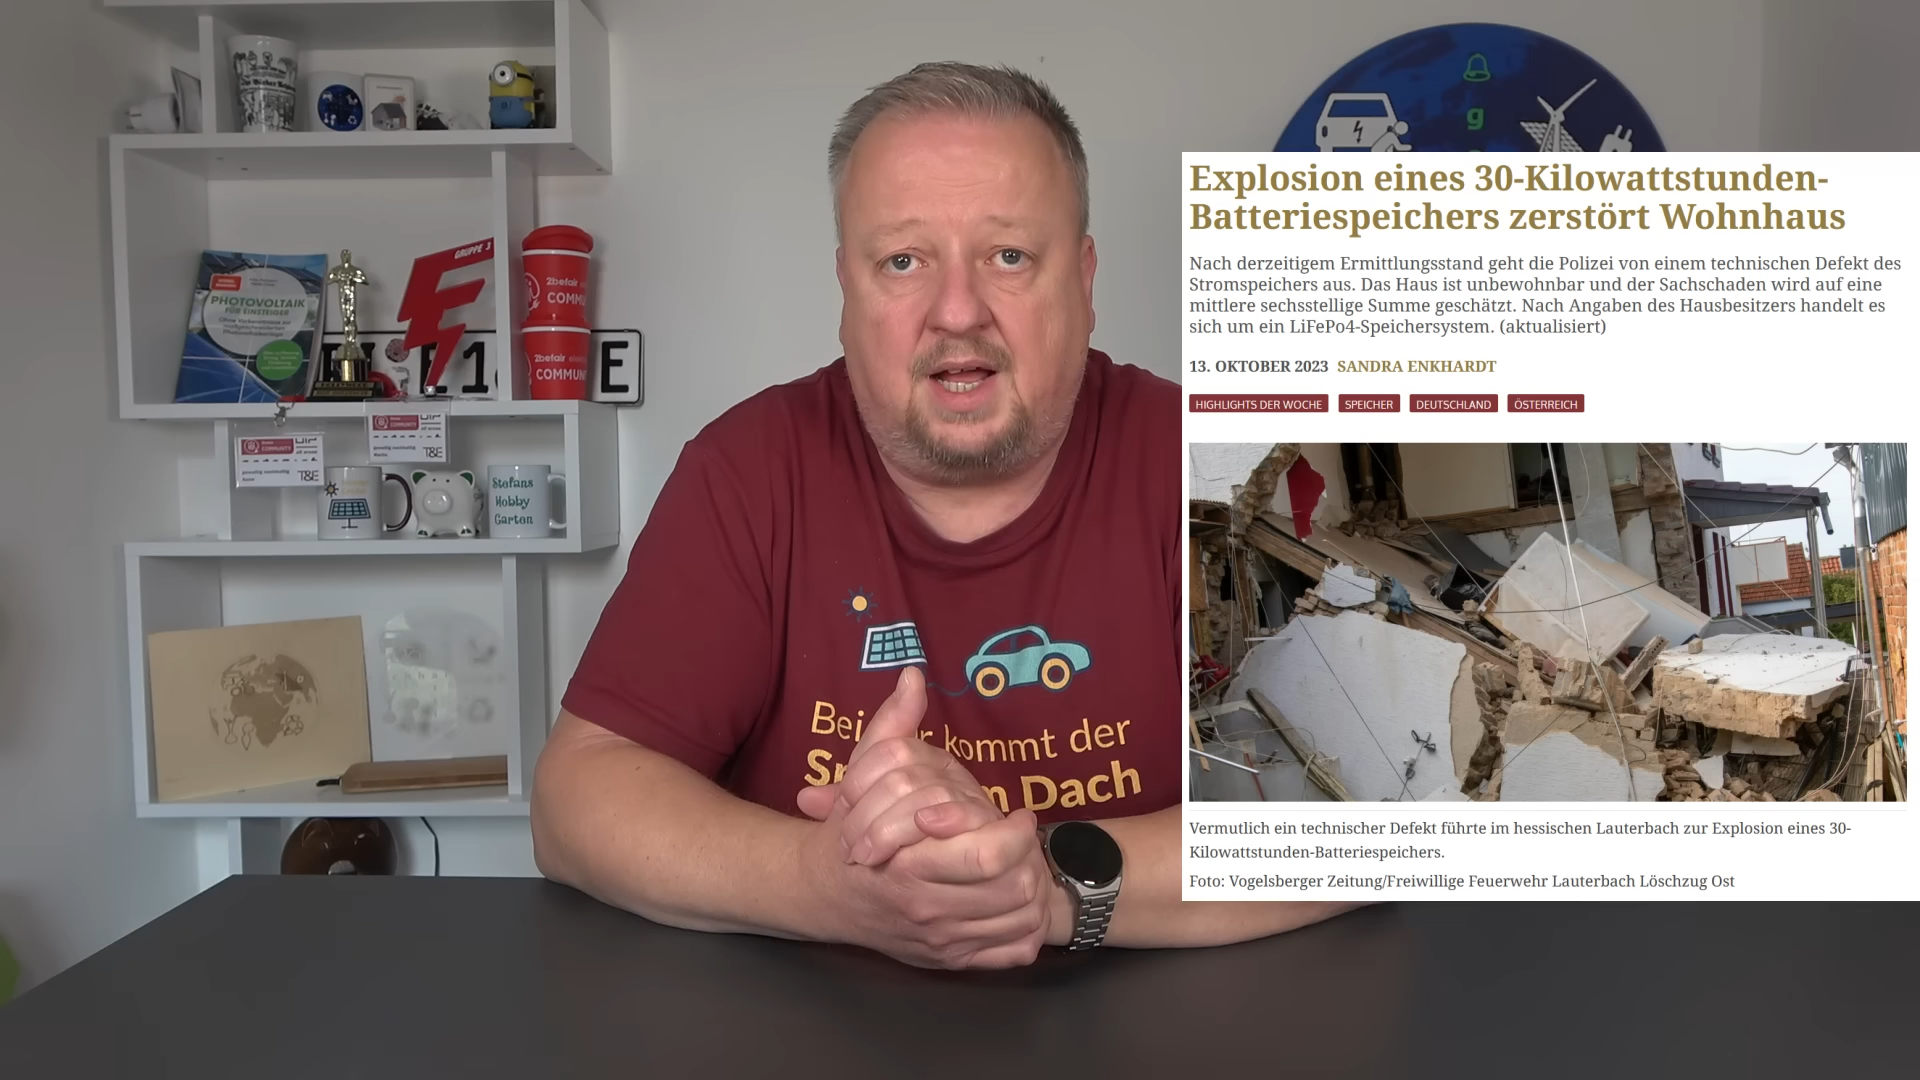 Explosion eines 30-Kilowattstunden-
Batteriespeichers zerstört Wohnhaus
Nach derzeitigem Ermittlungsstand geht die Polizei von einem technischen Defekt des
Stromspeichers aus. Das Haus ist unbewohnbar und der Sachschaden wird auf eine
mittlere sechsstellige Summe geschätzt. Nach Angaben des Hausbesitzers handelt es
sich um ein LiFePo4-Speichersystem. (aktualisiert)
13. OKTOBER 2023 SANDRA ENKHARDT
HIGHLIGHTS DER WOCHE SPEICHER DEUTSCHLAND ÖSTERREICH
Vermutlich ein technischer Defekt führte im hessischen Lauterbach zur Explosion eines 30-
Kilowattstunden-Batteriespeichers.
Foto: Vogelsberger Zeitung/Freiwillige Feuerwehr Lauterbach Löschzug Ost
g
GRUPPE 3
PHOTOVOLTAIK
FÜR EINSTEIGER
2befair
COMMU
2befair
COMMUN
E
COMMUNITY
T&E
COMMUNITY
T&E
Stefans
Hobby
Garten
kommt der
Dach